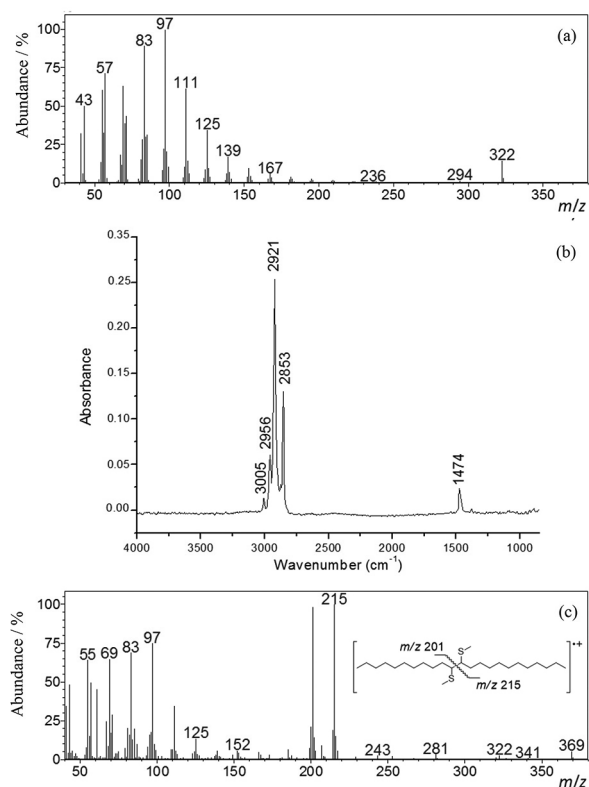 (a)
Abundance / %
100
75
50
25
0
43
57
83
97
111
125
139
167
236
294
322
50 100 150 200 250 300 350
m/z
(b)
Absorbance
0.35
0.25
0.20
0.15
0.10
0.05
0.00
3005
2956
2921
2853
1474
4000 3500 3000 2500 2000 1500 1000
Wavenumber (cm⁻¹)
(c)
Abundance / %
100
75
50
25
0
55
69
83
97
125
152
215
243
281
322
341
369
m/z 201
S
S
m/z 215
•+
50 100 150 200 250 300 350
m/z